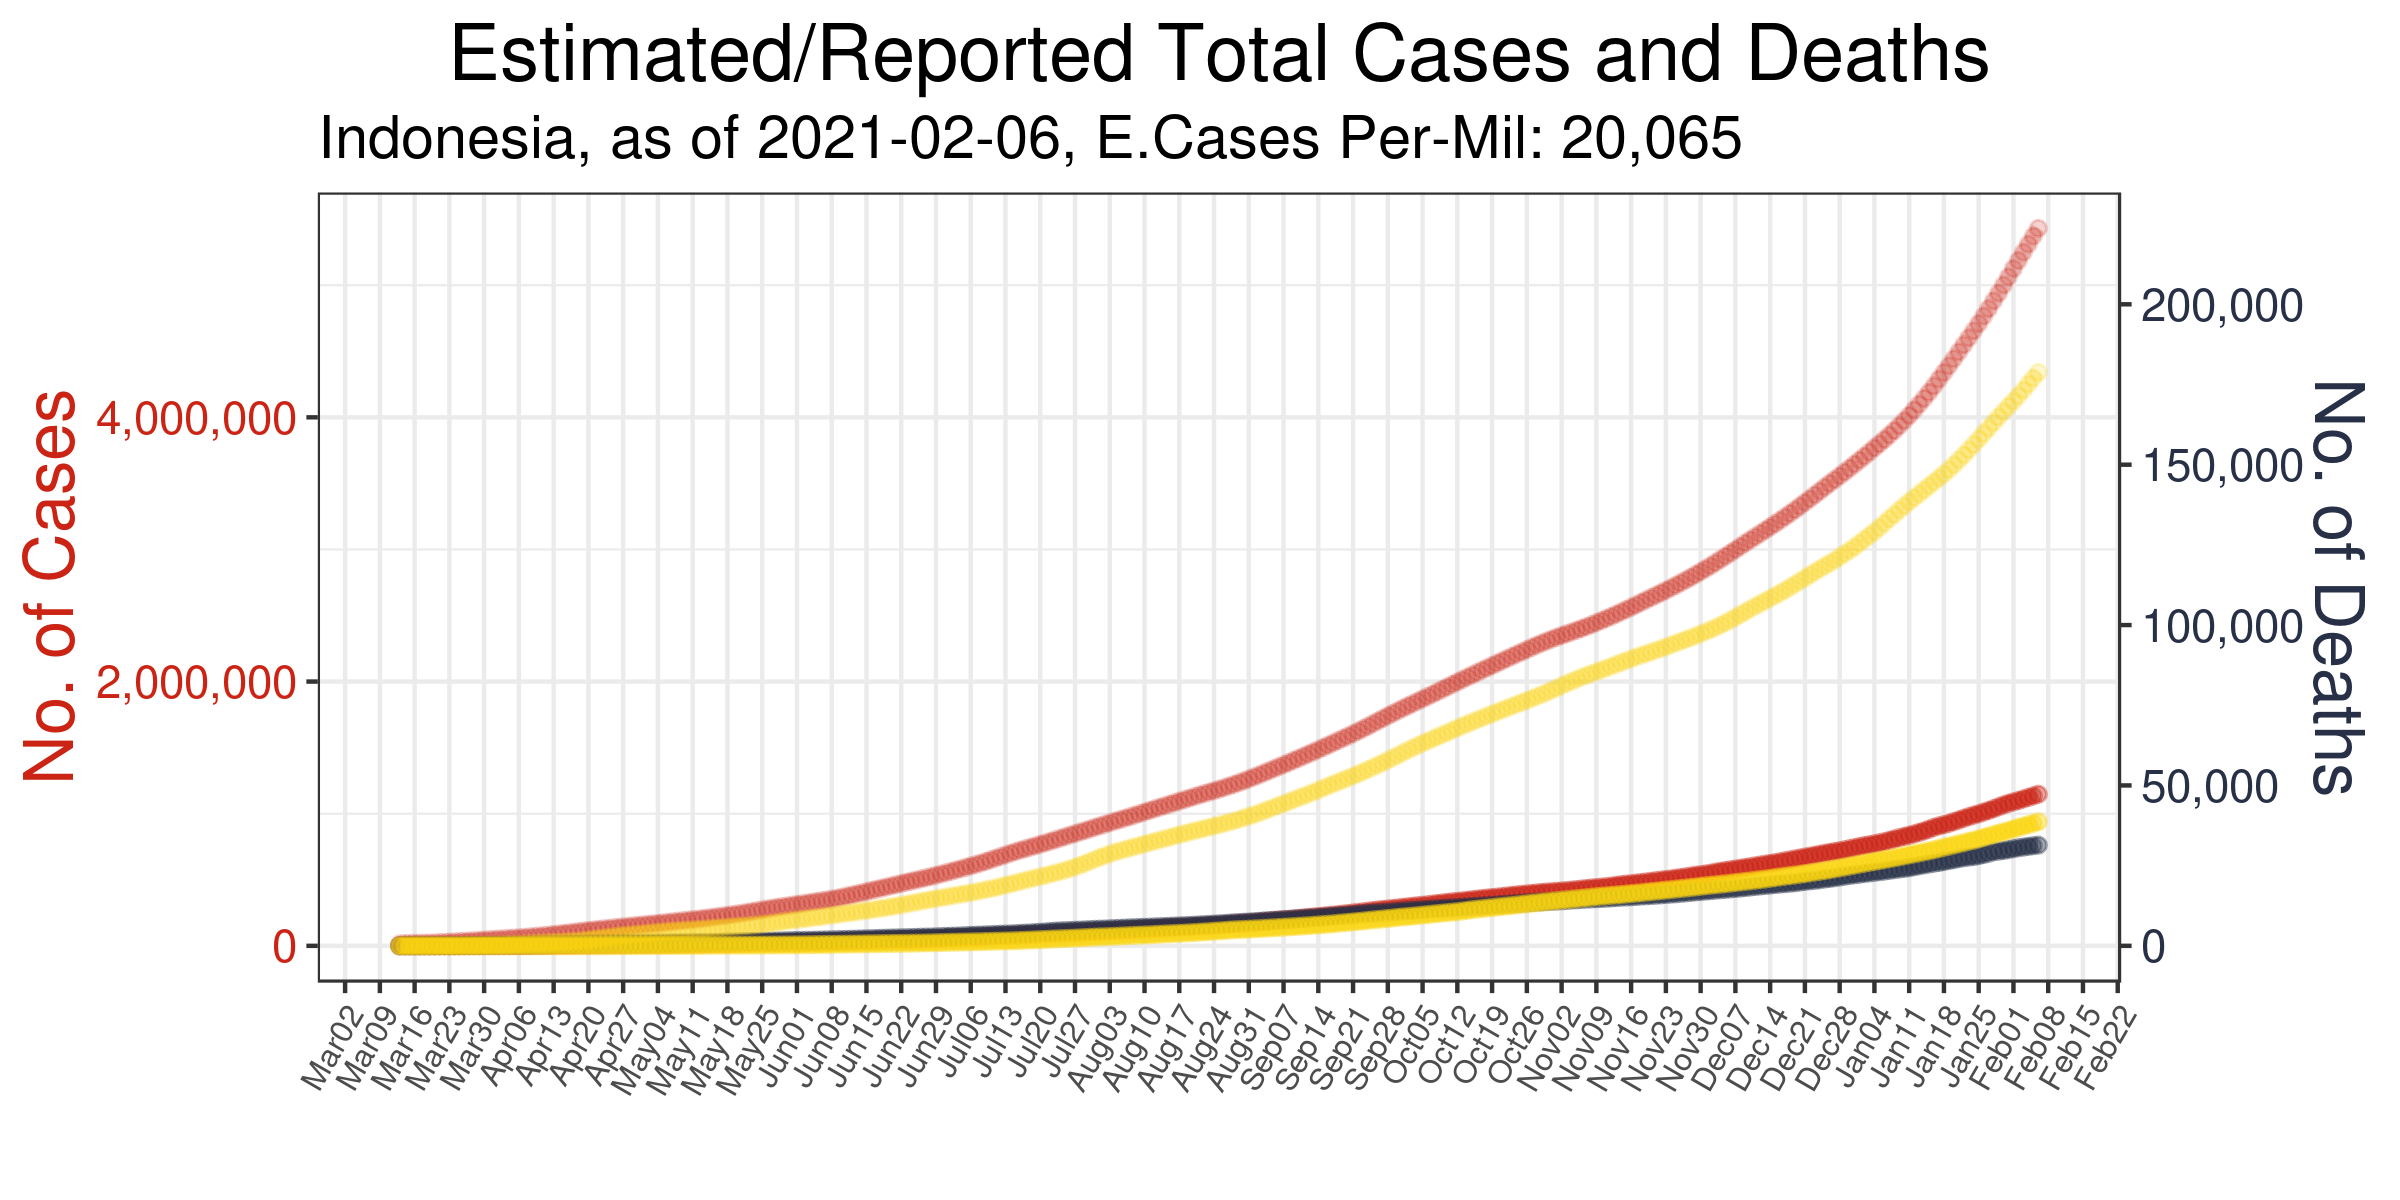 Estimated/Reported Total Cases and Deaths
Indonesia, as of 2021-02-06, E.Cases Per-Mil: 20,065
No. of Cases
4,000,000
2,000,000
0
200,000
150,000
100,000
50,000
0
No. of Deaths
Mar02
Mar09
Mar16
Mar23
Mar30
Apr06
Apr13
Apr20
Apr27
May04
May11
May18
May25
Jun01
Jun08
Jun15
Jun22
Jun29
Jul06
Jul13
Jul20
Jul27
Aug03
Aug10
Aug17
Aug24
Aug31
Sep07
Sep14
Sep21
Sep28
Oct05
Oct12
Oct19
Oct26
Nov02
Nov09
Nov16
Nov23
Nov30
Dec07
Dec14
Dec21
Dec28
Jan04
Jan11
Jan18
Jan25
Feb01
Feb08
Feb15
Feb22